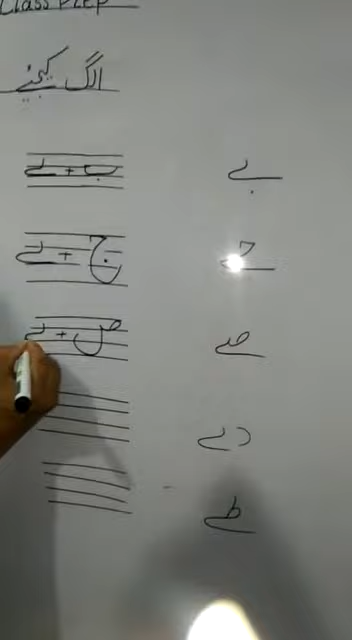 Class Prep
الگ کیجئے
بے ب + ے
جے ج + ے
صے ص + ے
دے
طے